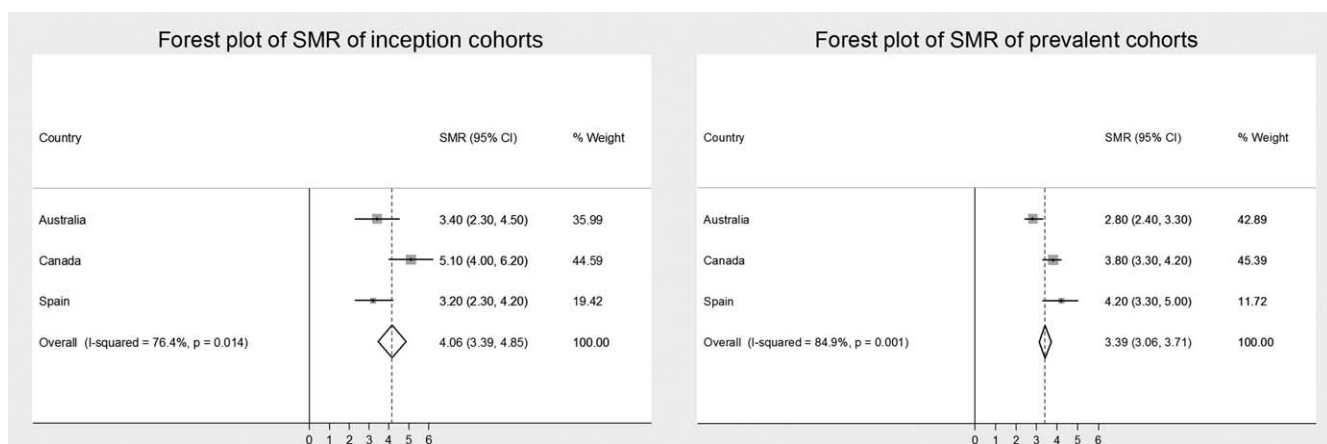 Forest plot of SMR of inception cohorts
Country SMR (95% CI) % Weight
Australia 3.40 (2.30, 4.50) 35.99
Canada 5.10 (4.00, 6.20) 44.59
Spain 3.20 (2.30, 4.20) 19.42
Overall (I-squared = 76.4%, p = 0.014) 4.06 (3.39, 4.85) 100.00
0 1 2 3 4 5 6
Forest plot of SMR of prevalent cohorts
Country SMR (95% CI) % Weight
Australia 2.80 (2.40, 3.30) 42.89
Canada 3.80 (3.30, 4.20) 45.39
Spain 4.20 (3.30, 5.00) 11.72
Overall (I-squared = 84.9%, p = 0.001) 3.39 (3.06, 3.71) 100.00
0 1 2 3 4 5 6